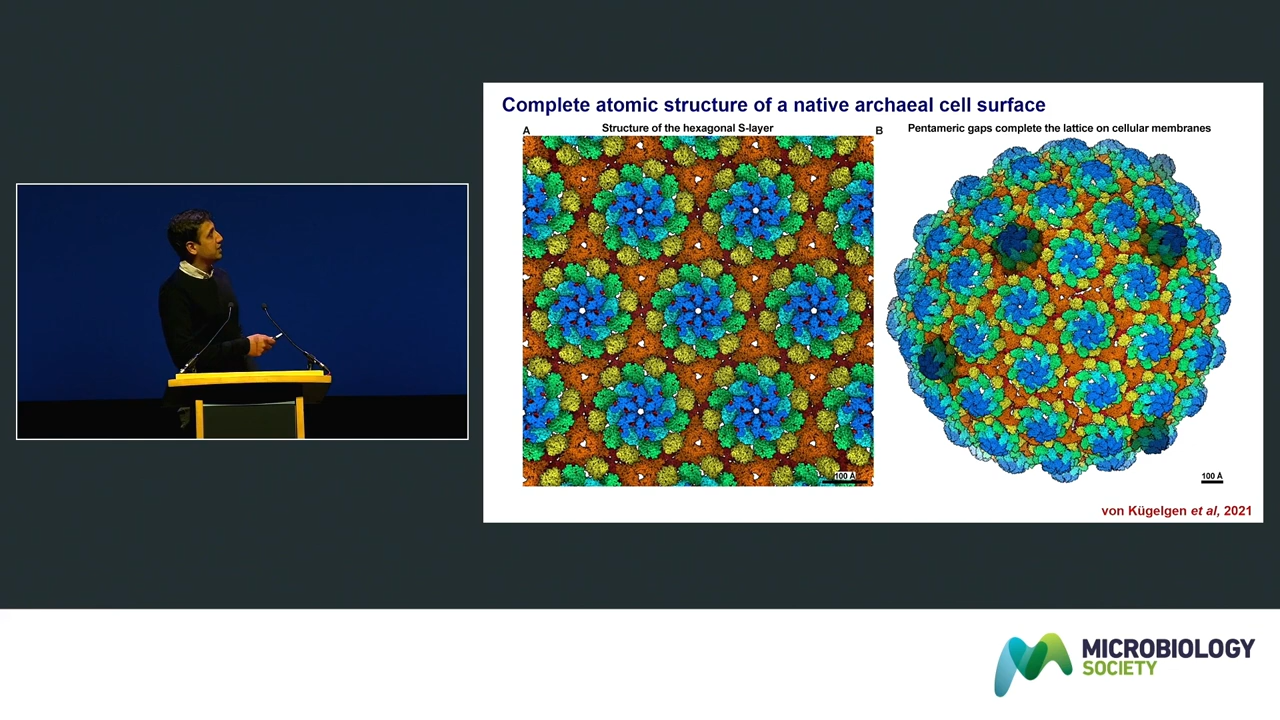 Complete atomic structure of a native archaeal cell surface
A
Structure of the hexagonal S-layer
B
Pentameric gaps complete the lattice on cellular membranes
100 Å
100 Å
von Kügelgen et al, 2021
MICROBIOLOGY
SOCIETY